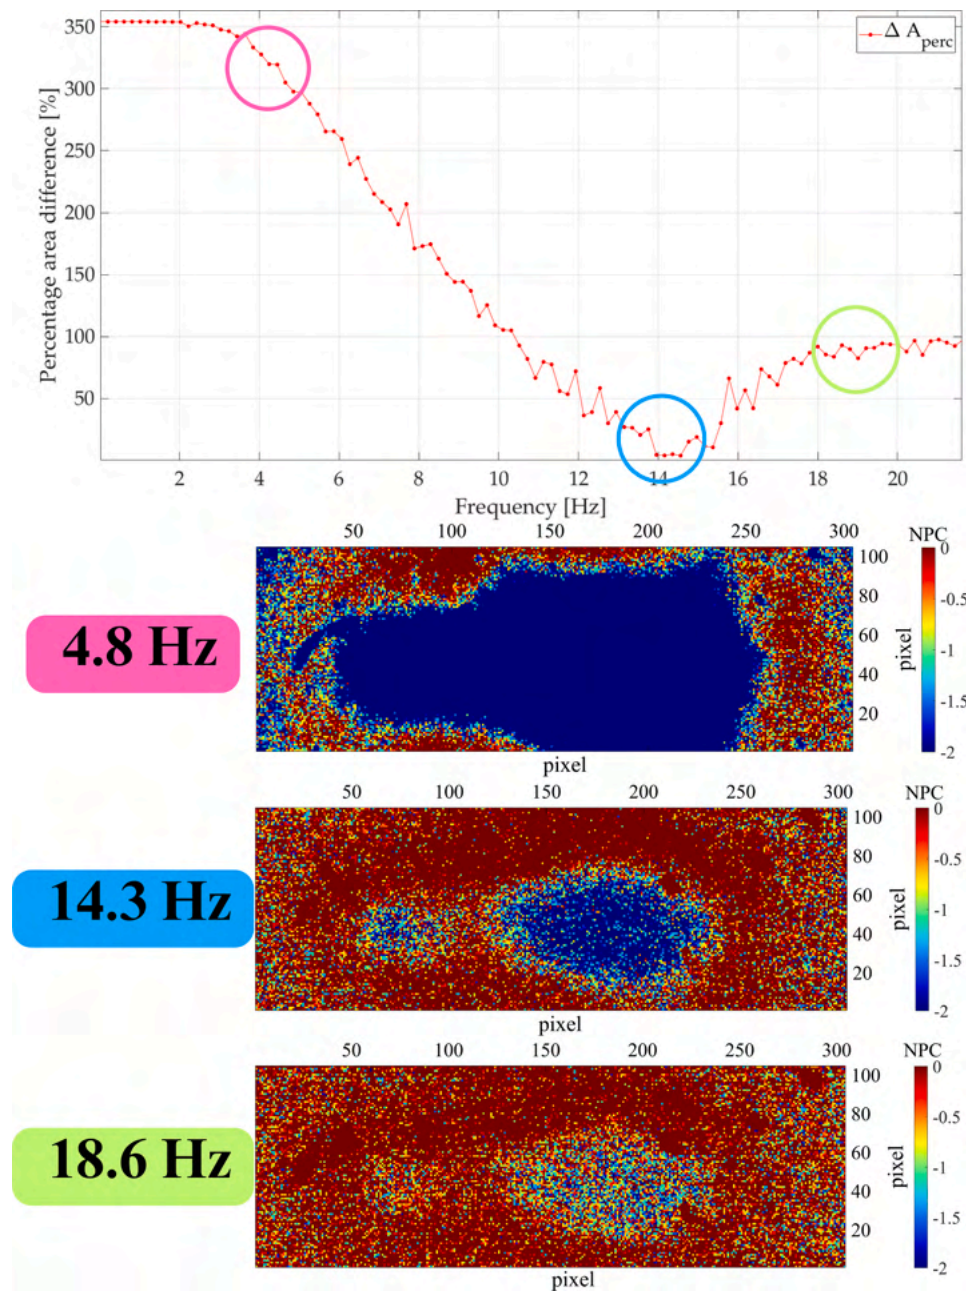 350
300
250
200
150
100
50
Percentage area difference [%]
Δ A_perc
2 4 6 8 10 12 14 16 18 20
Frequency [Hz]
50 100 150 200 250 300 NPC
4.8 Hz
100
80
60
40
20
pixel
0
-0.5
-1
-1.5
-2
pixel
50 100 150 200 250 300 NPC
14.3 Hz
100
80
60
40
20
pixel
0
-0.5
-1
-1.5
-2
pixel
50 100 150 200 250 300 NPC
18.6 Hz
100
80
60
40
20
pixel
0
-0.5
-1
-1.5
-2
pixel